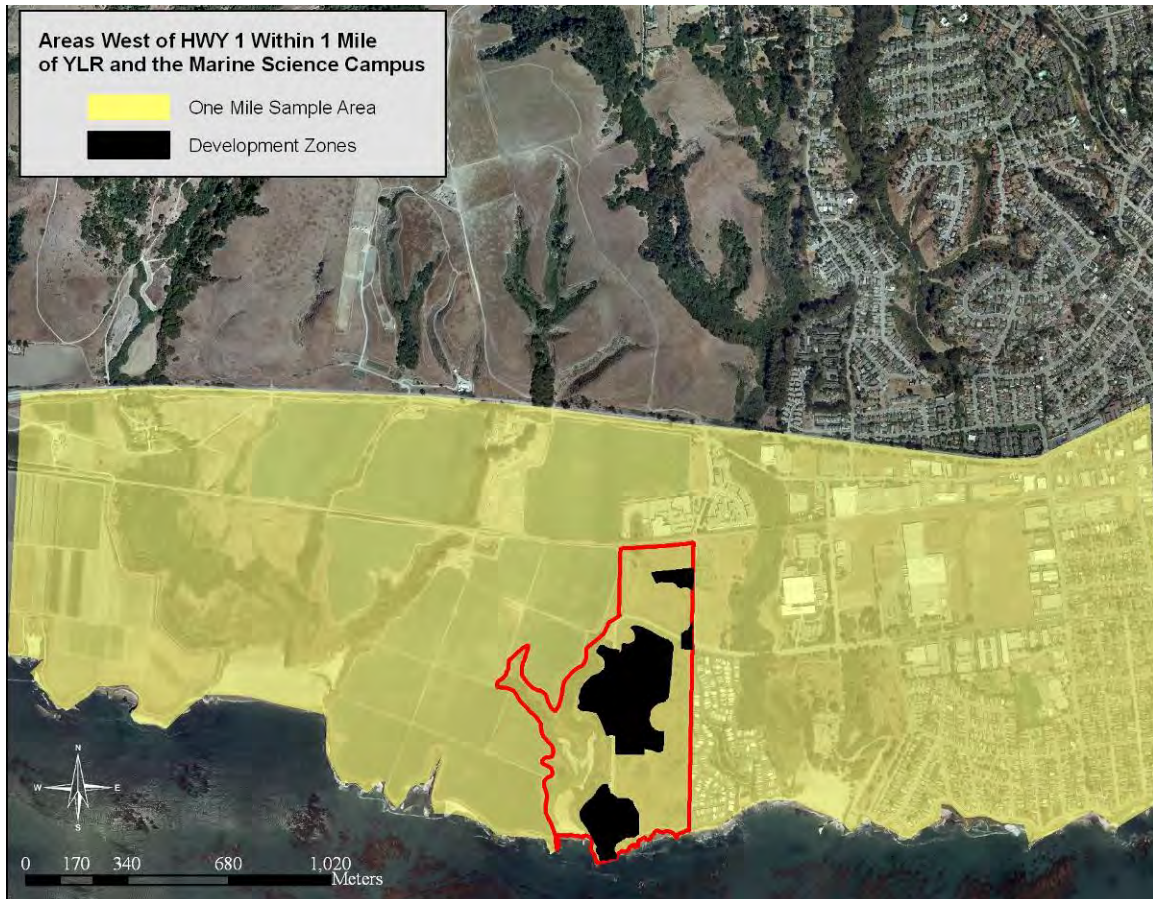 Areas West of HWY 1 Within 1 Mile
of YLR and the Marine Science Campus
One Mile Sample Area
Development Zones
N
W E
S
0 170 340 680 1,020
Meters